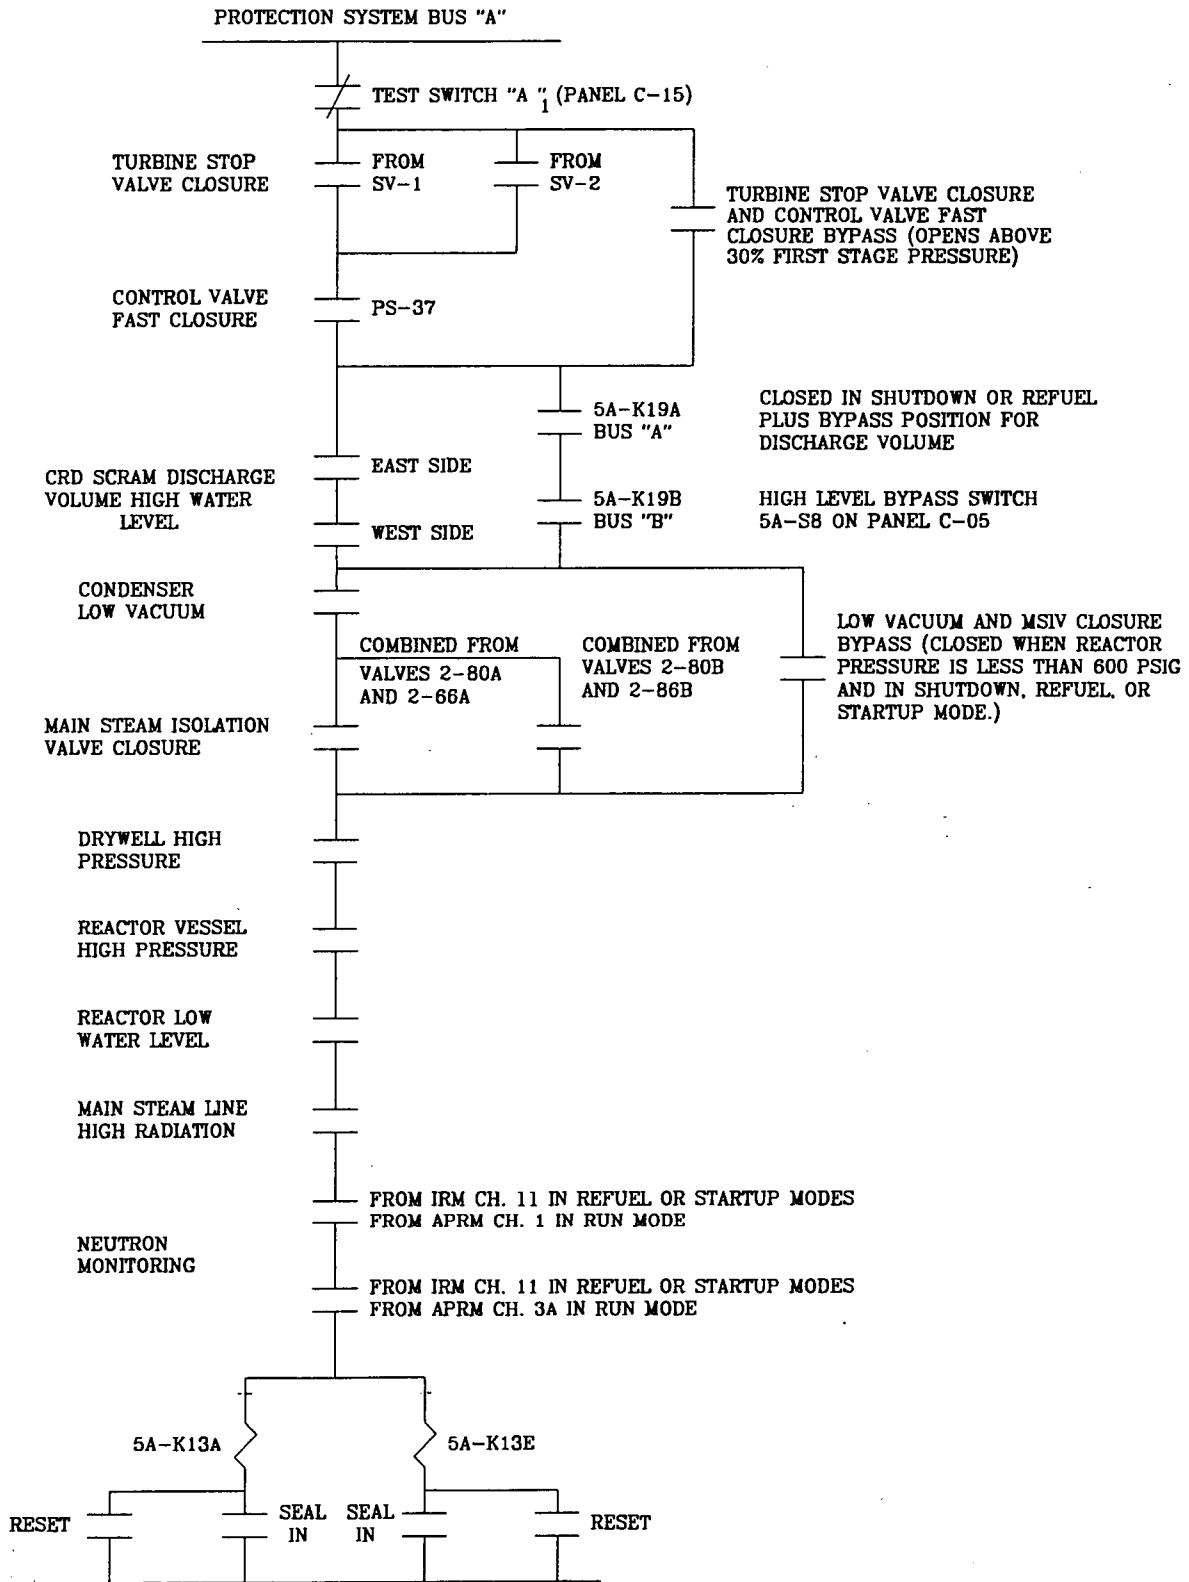 PROTECTION SYSTEM BUS "A"
TEST SWITCH "A "1 (PANEL C-15)
TURBINE STOP
VALVE CLOSURE
FROM
SV-1
FROM
SV-2
TURBINE STOP VALVE CLOSURE
AND CONTROL VALVE FAST
CLOSURE BYPASS (OPENS ABOVE
30% FIRST STAGE PRESSURE)
CONTROL VALVE
FAST CLOSURE
PS-37
5A-K19A
BUS "A"
CLOSED IN SHUTDOWN OR REFUEL
PLUS BYPASS POSITION FOR
DISCHARGE VOLUME
CRD SCRAM DISCHARGE
VOLUME HIGH WATER
LEVEL
EAST SIDE
WEST SIDE
5A-K19B
BUS "B"
HIGH LEVEL BYPASS SWITCH
5A-S8 ON PANEL C-05
CONDENSER
LOW VACUUM
COMBINED FROM
VALVES 2-80A
AND 2-66A
COMBINED FROM
VALVES 2-80B
AND 2-86B
LOW VACUUM AND MSIV CLOSURE
BYPASS (CLOSED WHEN REACTOR
PRESSURE IS LESS THAN 600 PSIG
AND IN SHUTDOWN, REFUEL, OR
STARTUP MODE.)
MAIN STEAM ISOLATION
VALVE CLOSURE
DRYWELL HIGH
PRESSURE
REACTOR VESSEL
HIGH PRESSURE
REACTOR LOW
WATER LEVEL
MAIN STEAM LINE
HIGH RADIATION
FROM IRM CH. 11 IN REFUEL OR STARTUP MODES
FROM APRM CH. 1 IN RUN MODE
NEUTRON
MONITORING
FROM IRM CH. 11 IN REFUEL OR STARTUP MODES
FROM APRM CH. 3A IN RUN MODE
5A-K13A
5A-K13E
RESET
SEAL
IN
SEAL
IN
RESET